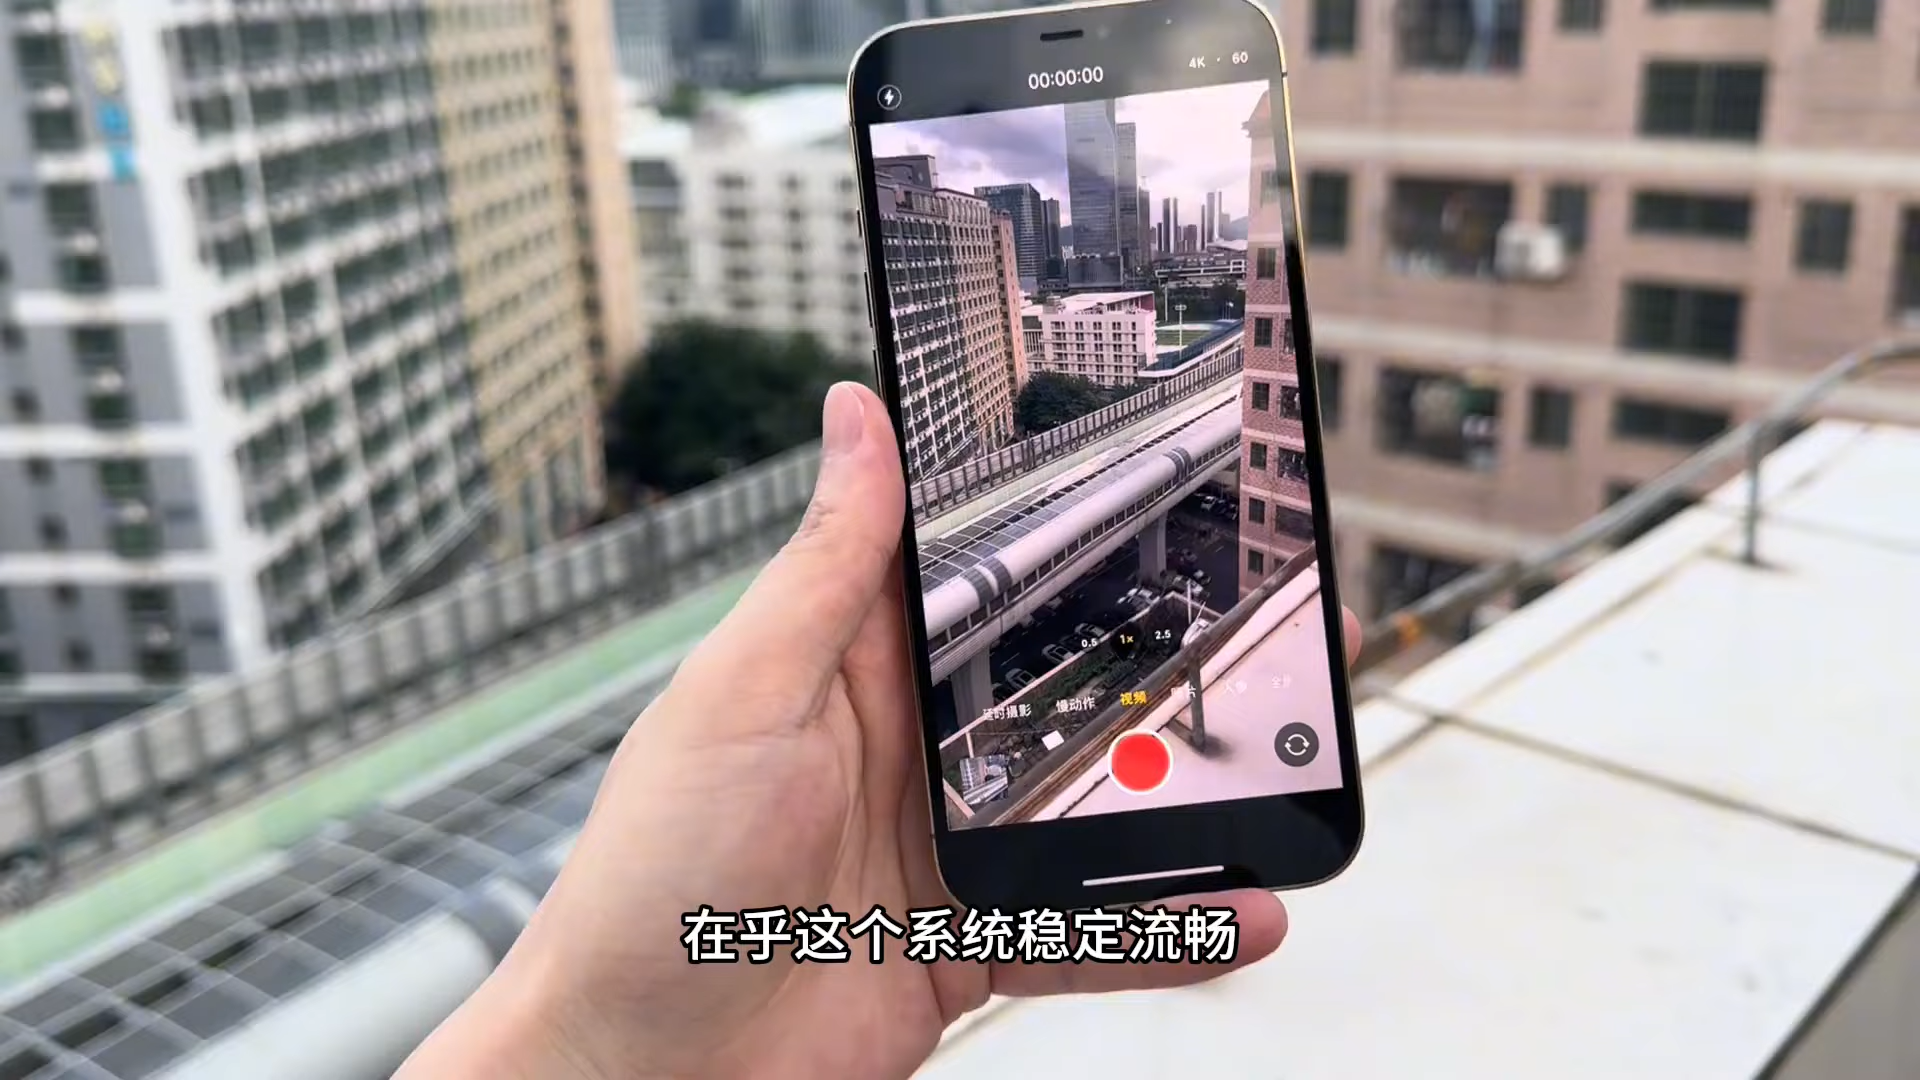 4K · 60
00:00:00
0.5 1× 2.5
延时摄影 慢动作 视频
在乎这个系统稳定流畅